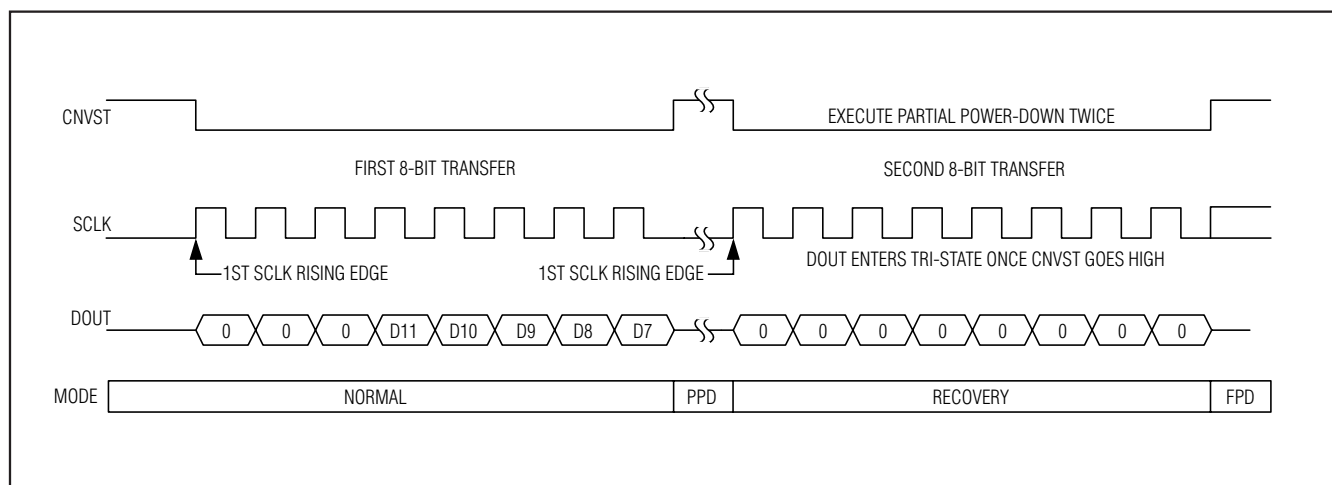 CNVST
EXECUTE PARTIAL POWER-DOWN TWICE
FIRST 8-BIT TRANSFER
SECOND 8-BIT TRANSFER
SCLK
1ST SCLK RISING EDGE
1ST SCLK RISING EDGE
DOUT ENTERS TRI-STATE ONCE CNVST GOES HIGH
DOUT
0 0 0 D11 D10 D9 D8 D7 0 0 0 0 0 0 0 0
MODE NORMAL PPD RECOVERY FPD